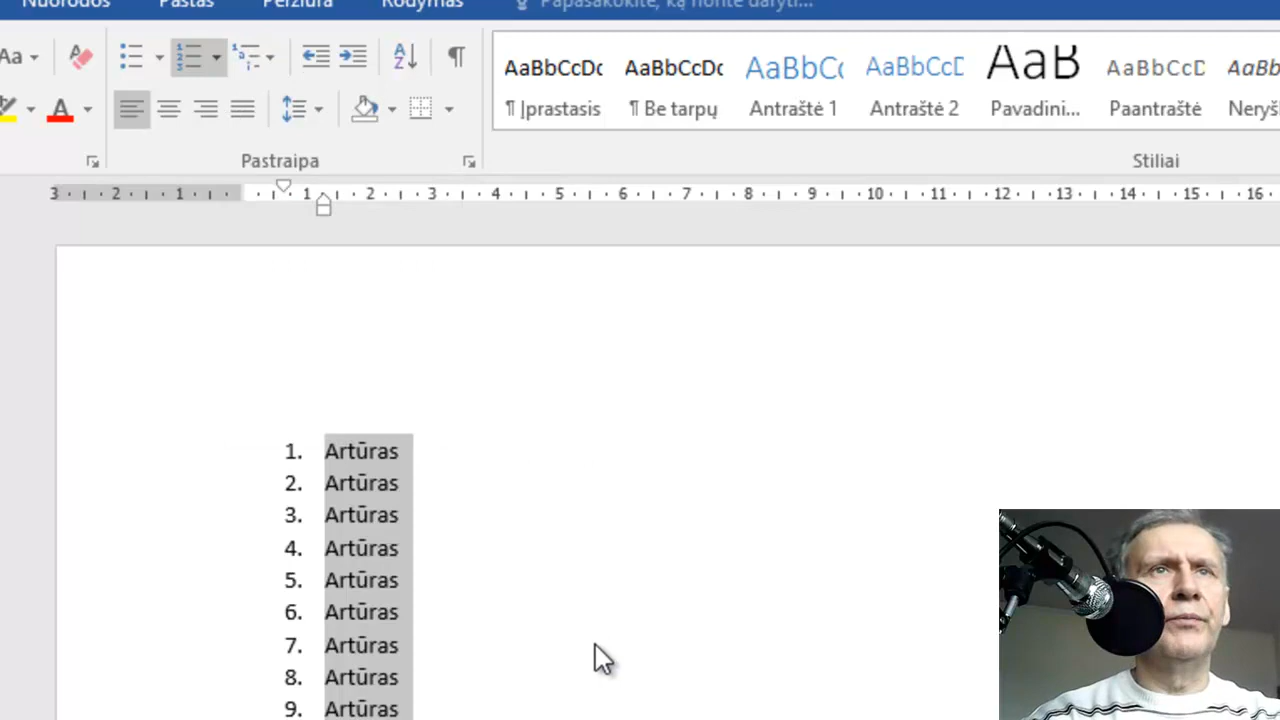 Nuorodos Paštas Peržiūra Rodymas Papasakokite, ką norite daryti...
Aa
AaBbCcDc AaBbCcDc AaBbCc AaBbCcD AaB AaBbCcD AaBb
¶ Įprastasis ¶ Be tarpų Antraštė 1 Antraštė 2 Pavadini... Paantraštė Neryši
Pastraipa Stiliai
3 2 1 1 2 3 4 5 6 7 8 9 10 11 12 13 14 15 16
1. Artūras
2. Artūras
3. Artūras
4. Artūras
5. Artūras
6. Artūras
7. Artūras
8. Artūras
9. Artūras